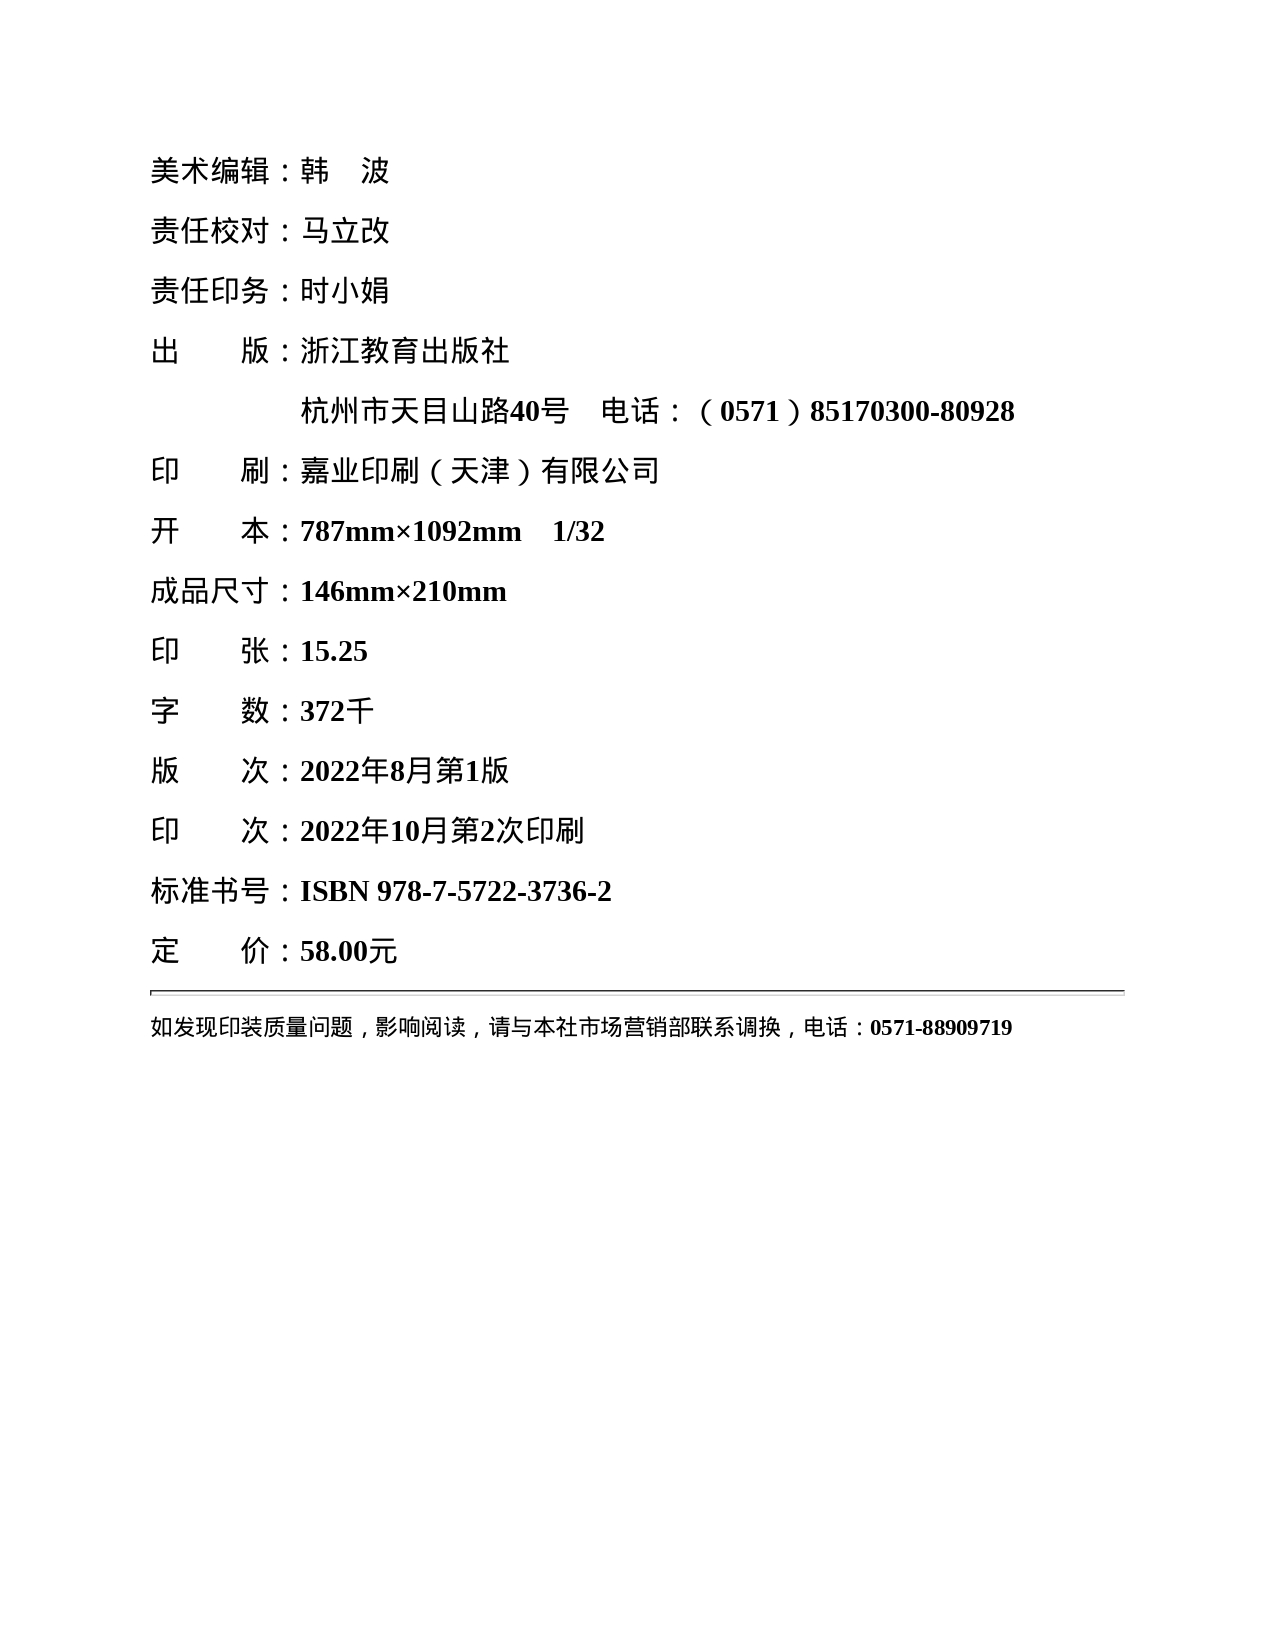 美术编辑：韩　波
责任校对：马立改
责任印务：时小娟
出　　版：浙江教育出版社
杭州市天目山路40号　电话：（0571）85170300-80928
印　　刷：嘉业印刷（天津）有限公司
开　　本：787mm×1092mm　1/32
成品尺寸：146mm×210mm
印　　张：15.25
字　　数：372千
版　　次：2022年8月第1版
印　　次：2022年10月第2次印刷
标准书号：ISBN 978-7-5722-3736-2
定　　价：58.00元
如发现印装质量问题，影响阅读，请与本社市场营销部联系调换，电话：0571-88909719